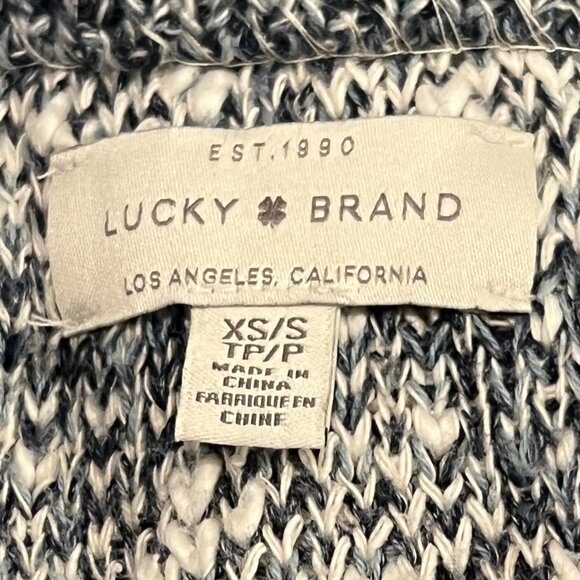 EST.1990
LUCKY BRAND
LOS ANGELES, CALIFORNIA
XS/S
TP/P
MADE IN
CHINA
FABRIQUE EN
CHINE